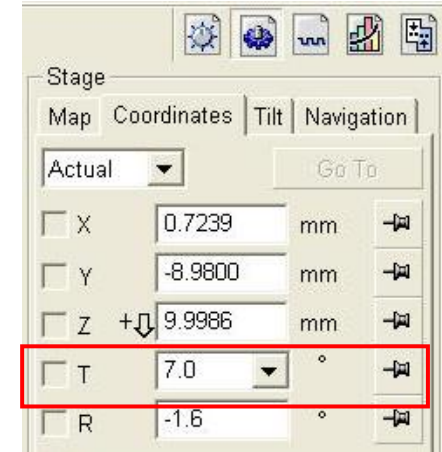 Stage
Map Coordinates Tilt Navigation
Actual Go To
X 0.7239 mm
Y -8.9800 mm
Z + 9.9986 mm
T 7.0 °
R -1.6 °